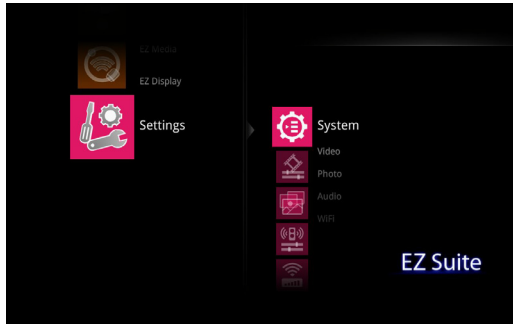 EZ Media
EZ Display
Settings
System
Video
Photo
Audio
WiFi
EZ Suite